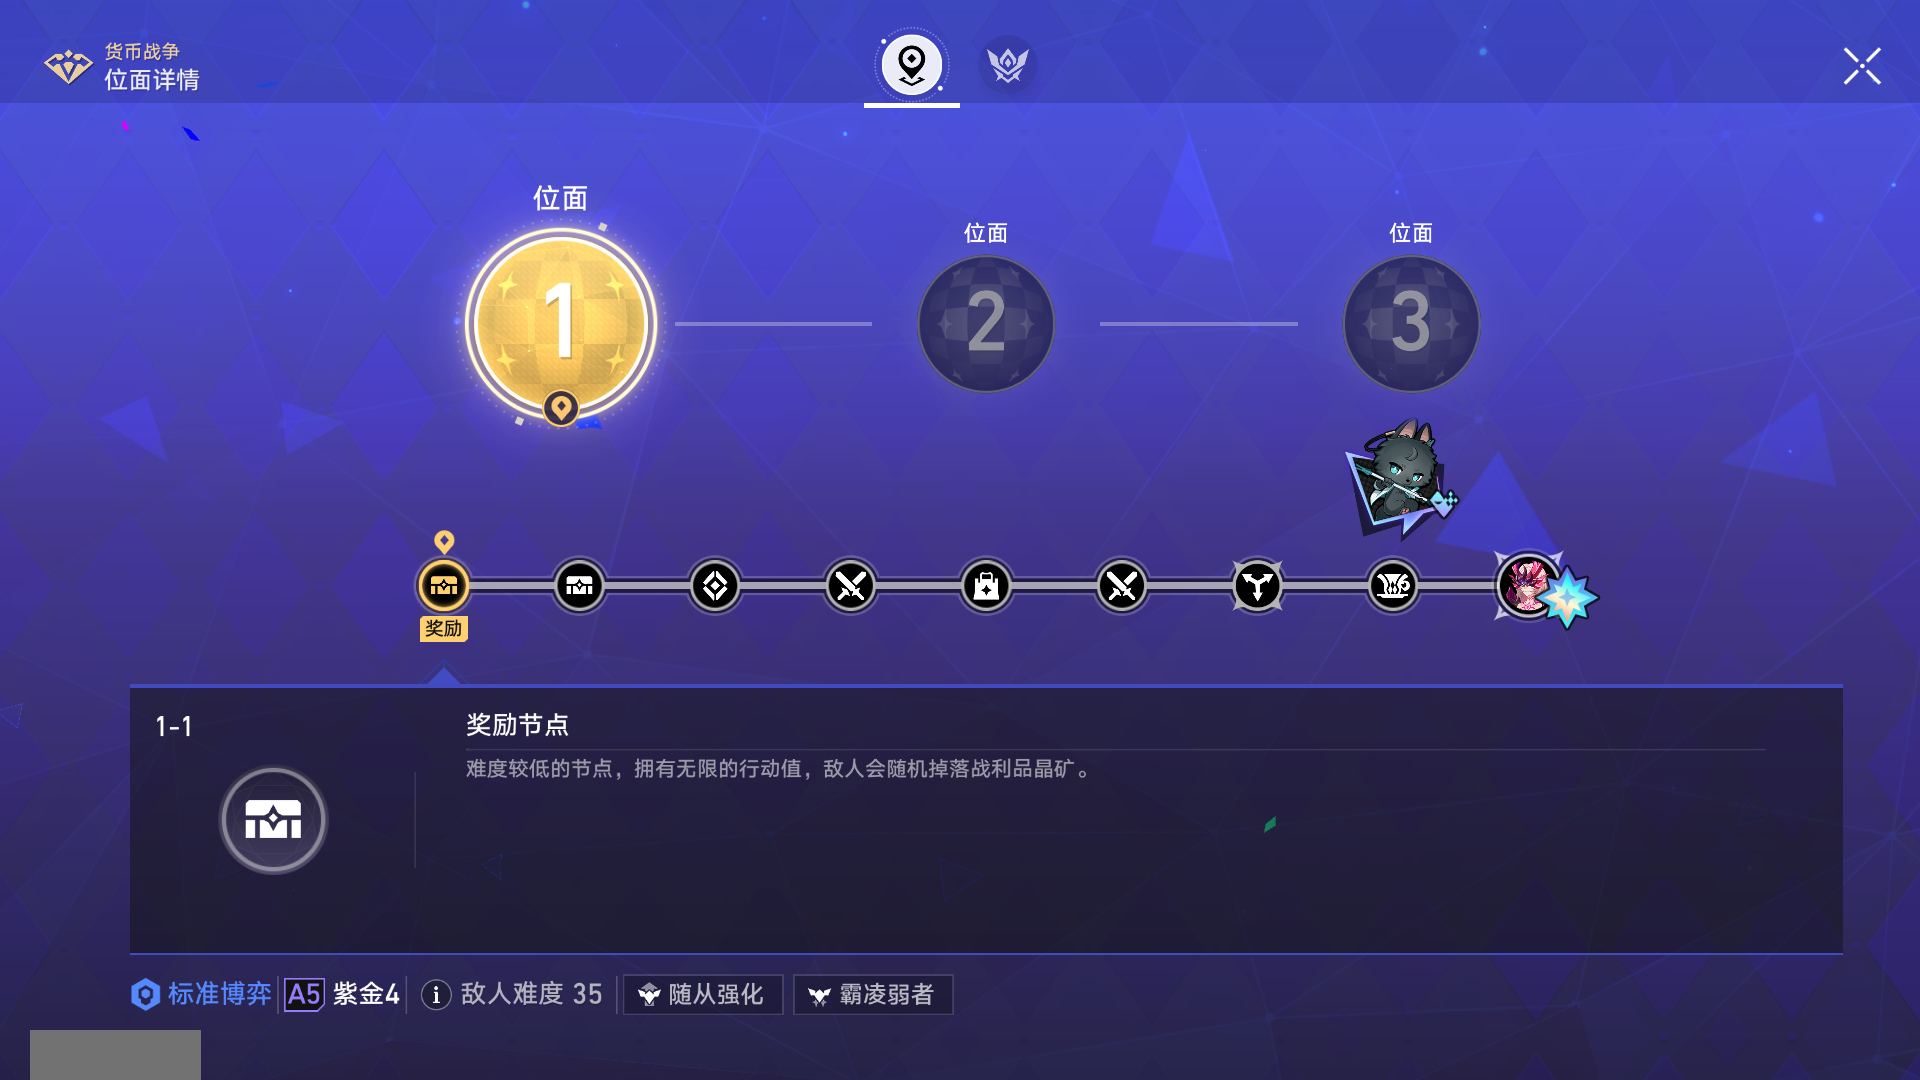 货币战争
位面详情
位面
1
位面
2
位面
3
奖励
1-1
奖励节点
难度较低的节点，拥有无限的行动值，敌人会随机掉落战利品晶矿。
标准博弈 A5 紫金4 i 敌人难度 35 随从强化 霸凌弱者